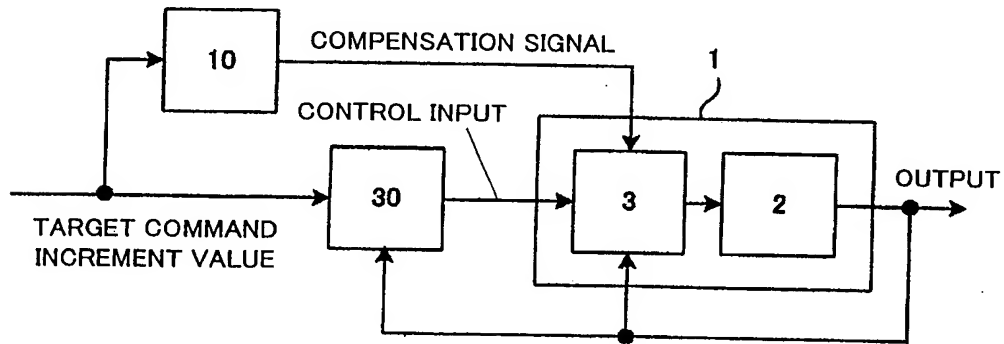 10
COMPENSATION SIGNAL
1
CONTROL INPUT
30
3
2
OUTPUT
TARGET COMMAND
INCREMENT VALUE